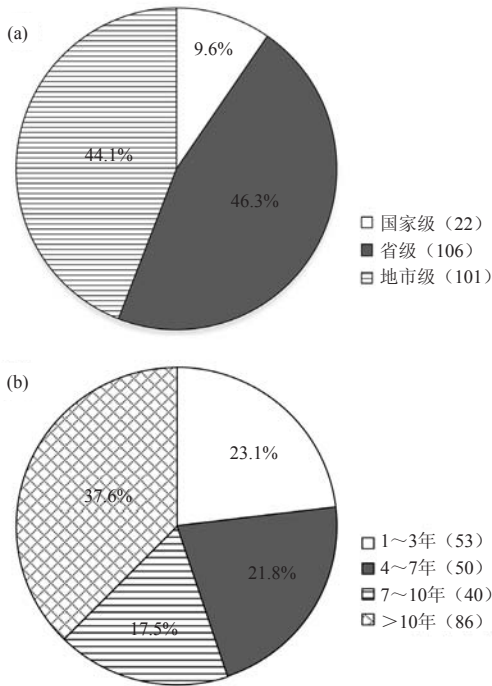 (a)
9.6%
44.1%
46.3%
国家级（22）
省级（106）
地市级（101）
(b)
23.1%
37.6%
21.8%
17.5%
1～3年（53）
4～7年（50）
7～10年（40）
＞10年（86）